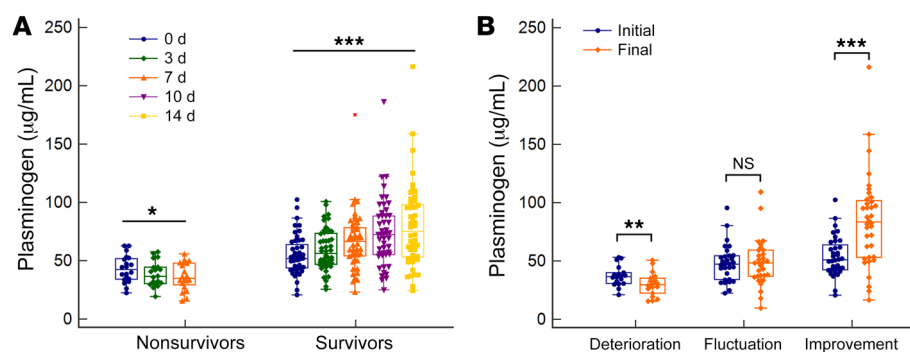 A
Plasminogen (μg/mL)
250
200
150
100
50
0
0 d
3 d
7 d
10 d
14 d
*
***
Nonsurvivors
Survivors
B
Plasminogen (μg/mL)
250
200
150
100
50
0
Initial
Final
**
NS
***
Deterioration
Fluctuation
Improvement